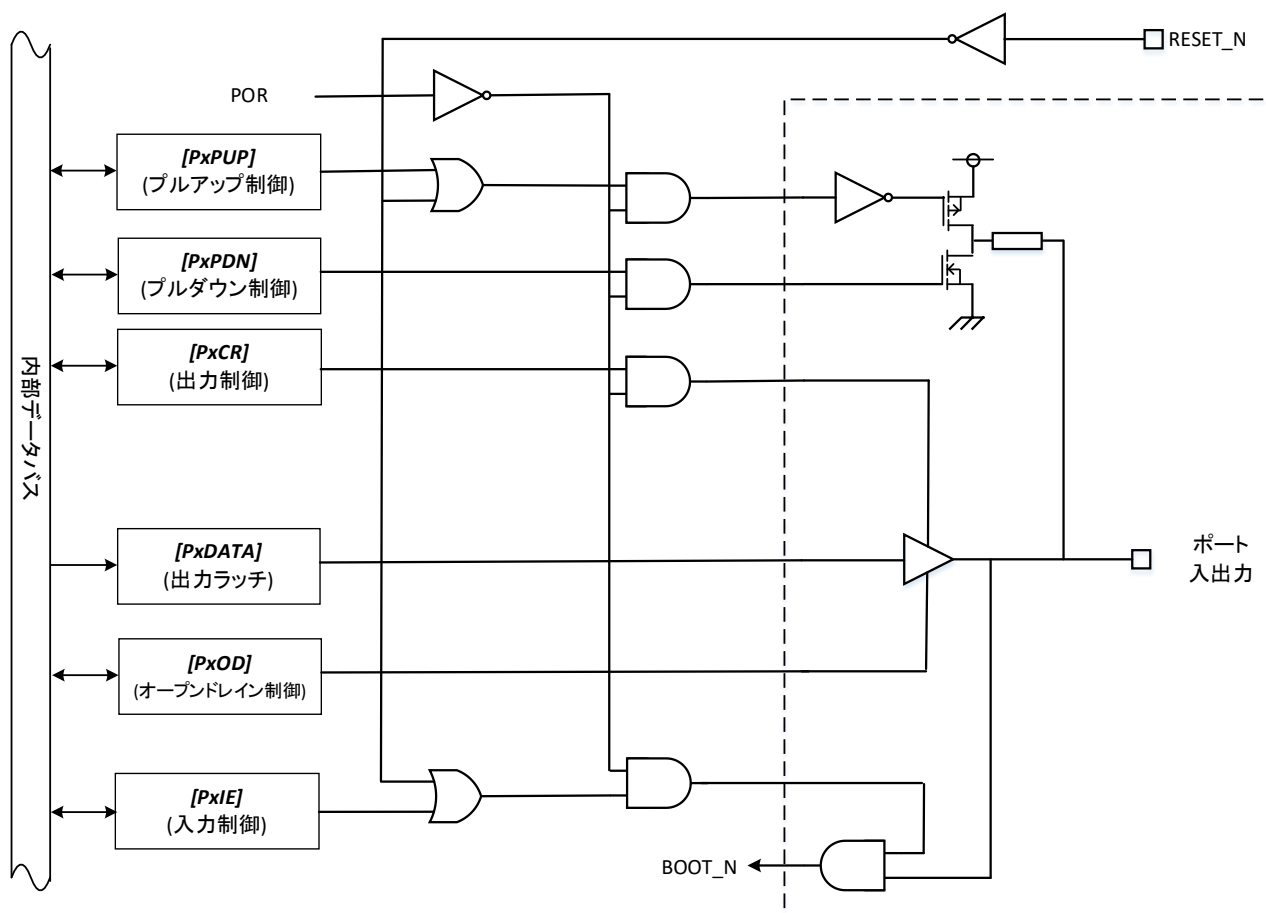 RESET_N
POR
[PxPUP]
(プルアップ制御)
[PxPDN]
(プルダウン制御)
[PxCR]
(出力制御)
内部データバス
[PxDATA]
(出力ラッチ)
ポート
入出力
[PxOD]
(オープンドレイン制御)
[PxIE]
(入力制御)
BOOT_N